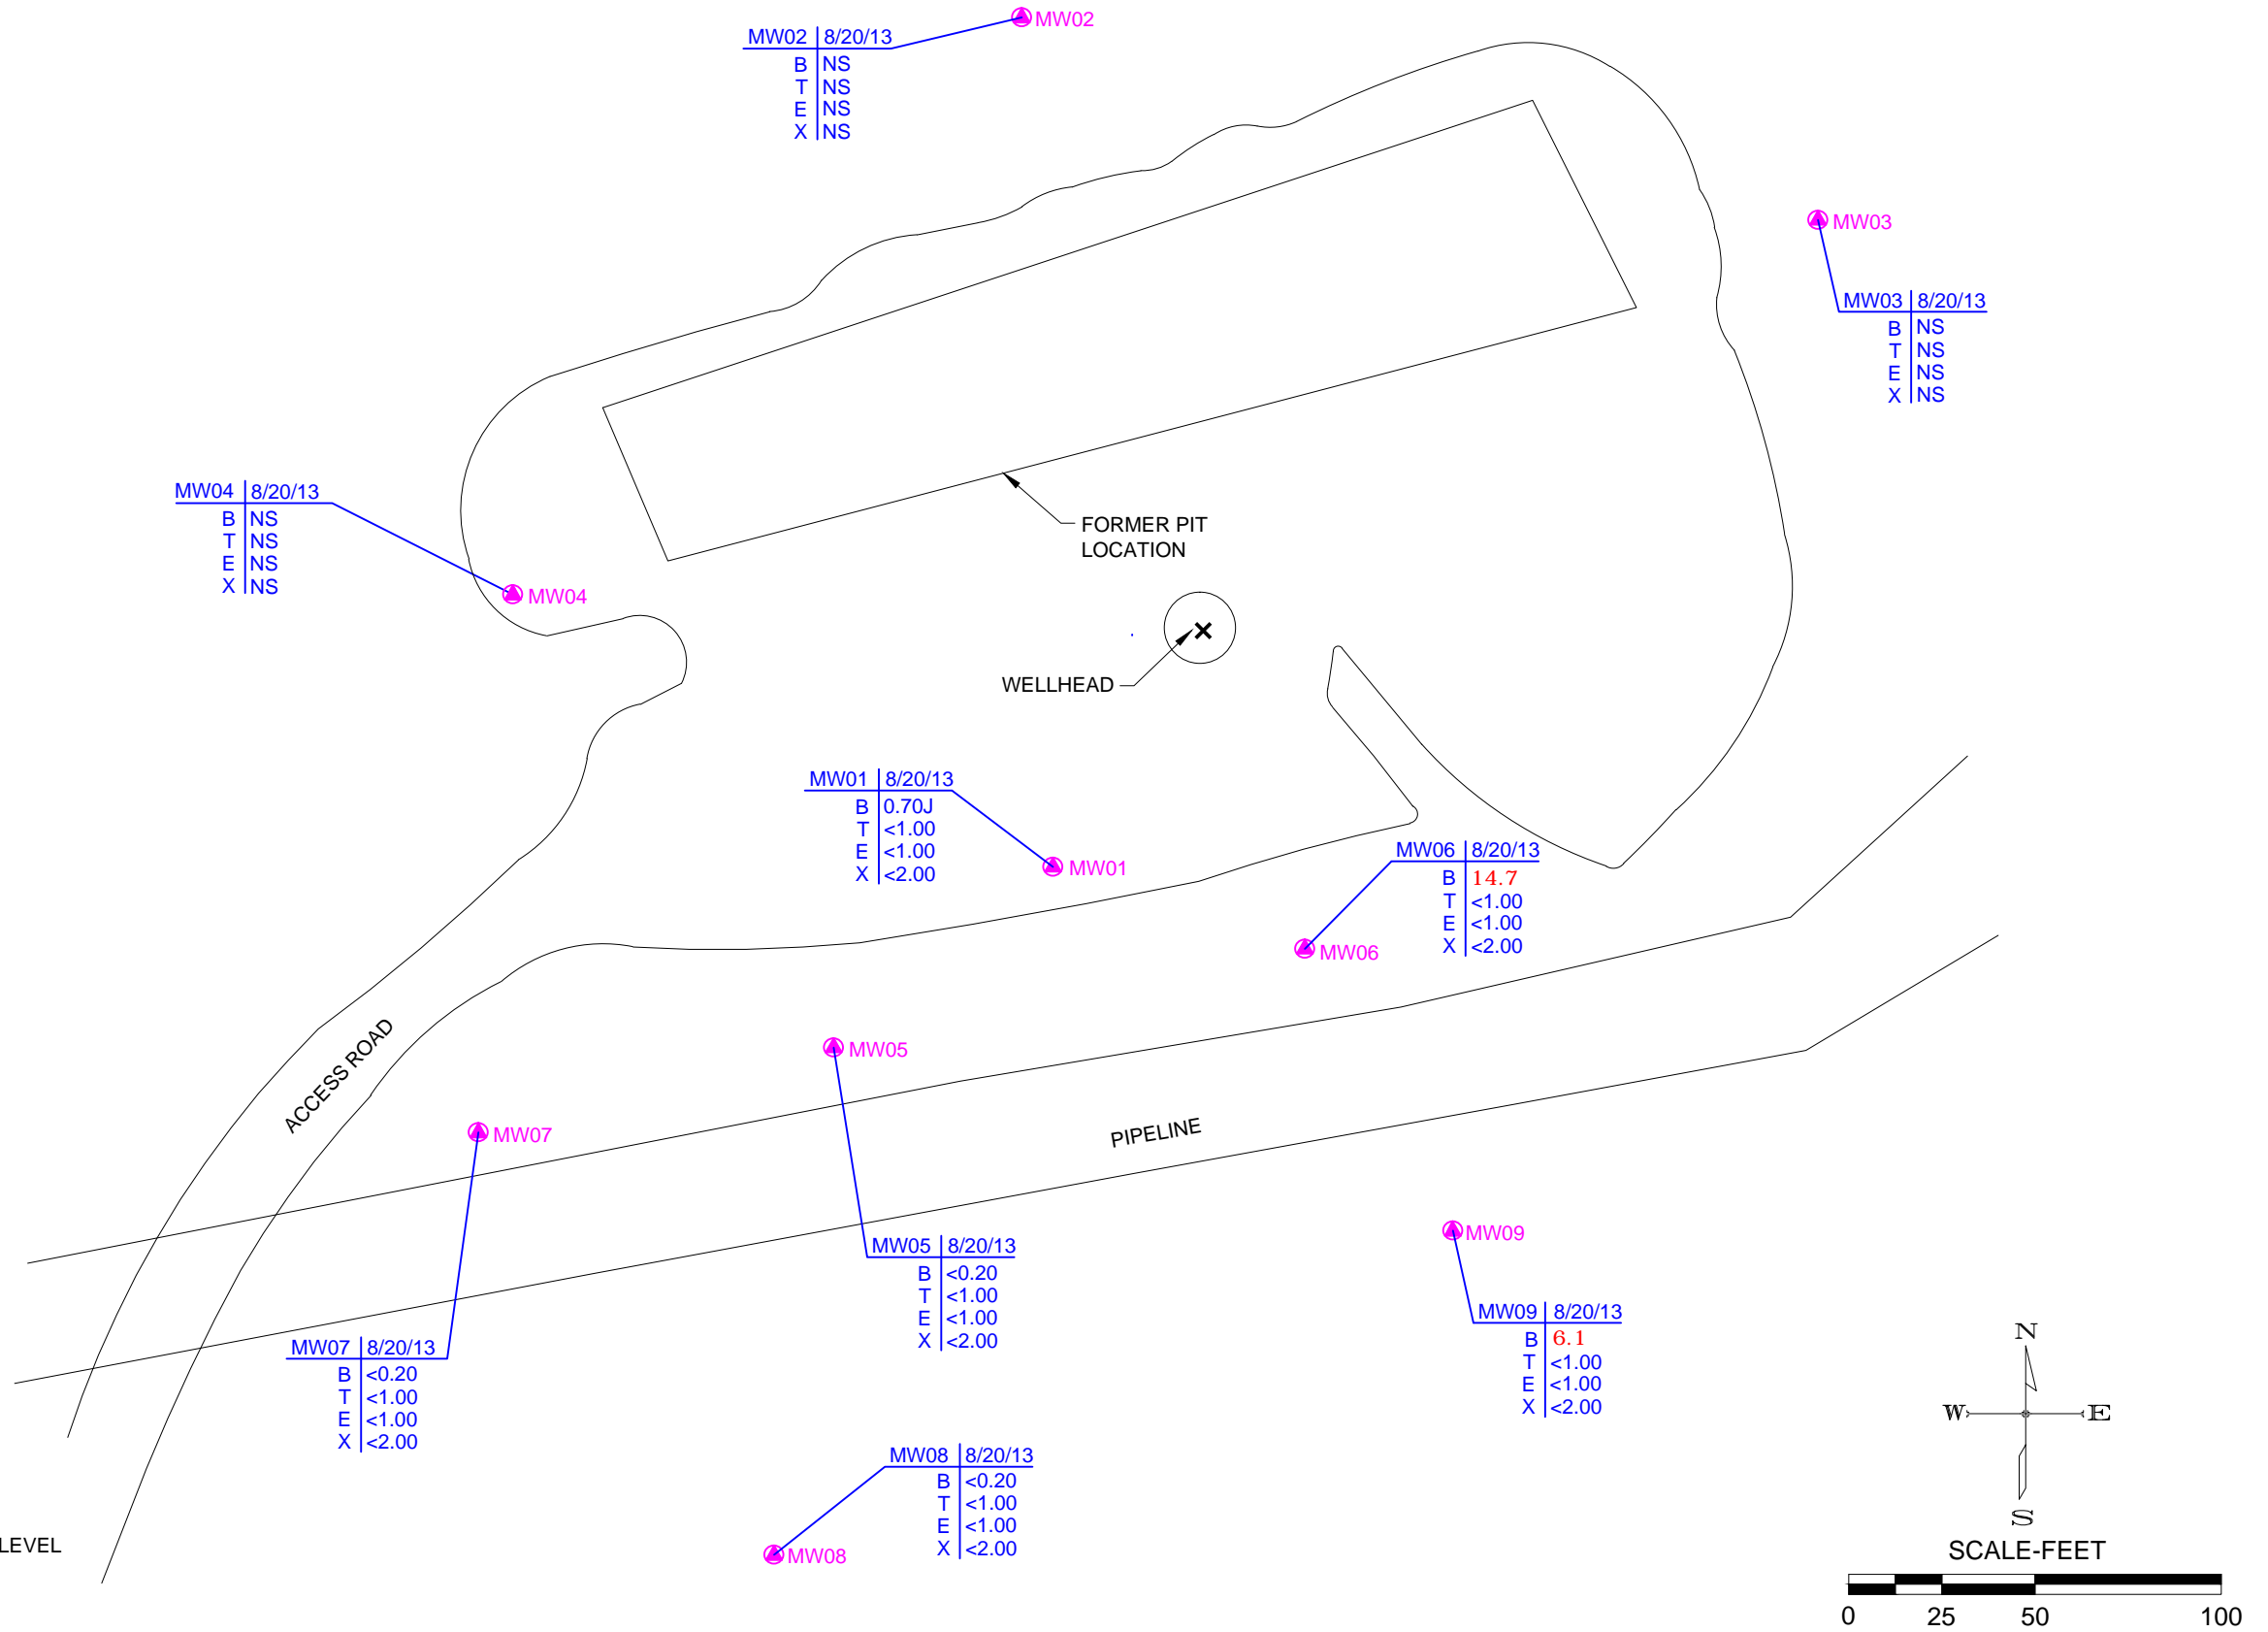 MW02
MW02 8/20/13
B NS
T NS
E NS
X NS
MW03
MW03 8/20/13
B NS
T NS
E NS
X NS
MW04 8/20/13
B NS
T NS
E NS
X NS
MW04
FORMER PIT
LOCATION
WELLHEAD
MW01 8/20/13
B 0.70J
T <1.00
E <1.00
X <2.00
MW01
MW06 8/20/13
B 14.7
T <1.00
E <1.00
X <2.00
MW06
ACCESS ROAD
MW05
MW07
PIPELINE
MW05 8/20/13
B <0.20
T <1.00
E <1.00
X <2.00
MW09
MW09 8/20/13
B 6.1
T <1.00
E <1.00
X <2.00
MW07 8/20/13
B <0.20
T <1.00
E <1.00
X <2.00
MW08 8/20/13
B <0.20
T <1.00
E <1.00
X <2.00
MW08
LEVEL
N
W E
S
SCALE-FEET
0 25 50 100